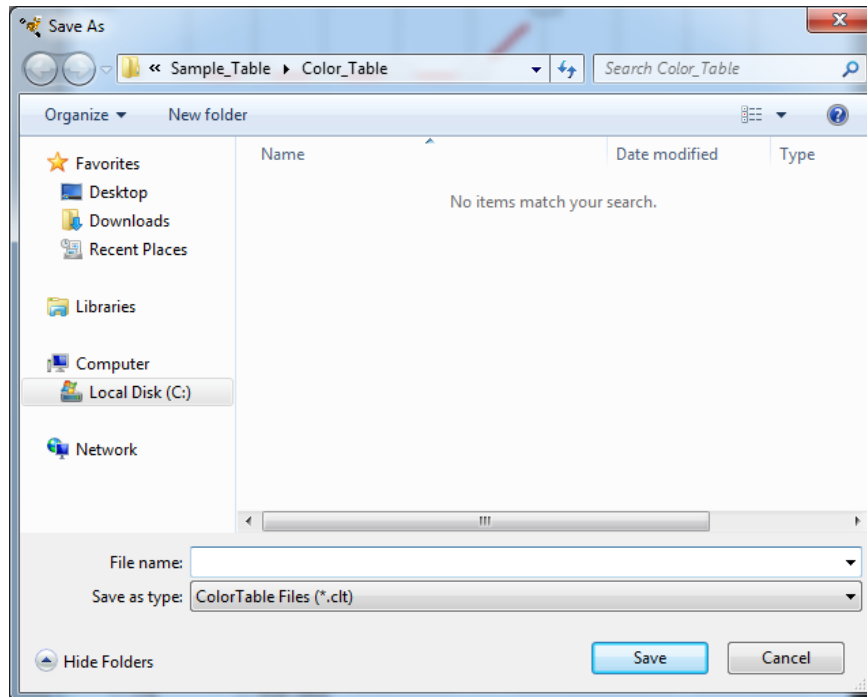 Save As
« Sample_Table ▸ Color_Table
Search Color_Table
Organize ▾ New folder
Favorites
Desktop
Downloads
Recent Places
Libraries
Computer
Local Disk (C:)
Network
Name Date modified Type
No items match your search.
File name:
Save as type: ColorTable Files (*.clt)
Hide Folders Save Cancel